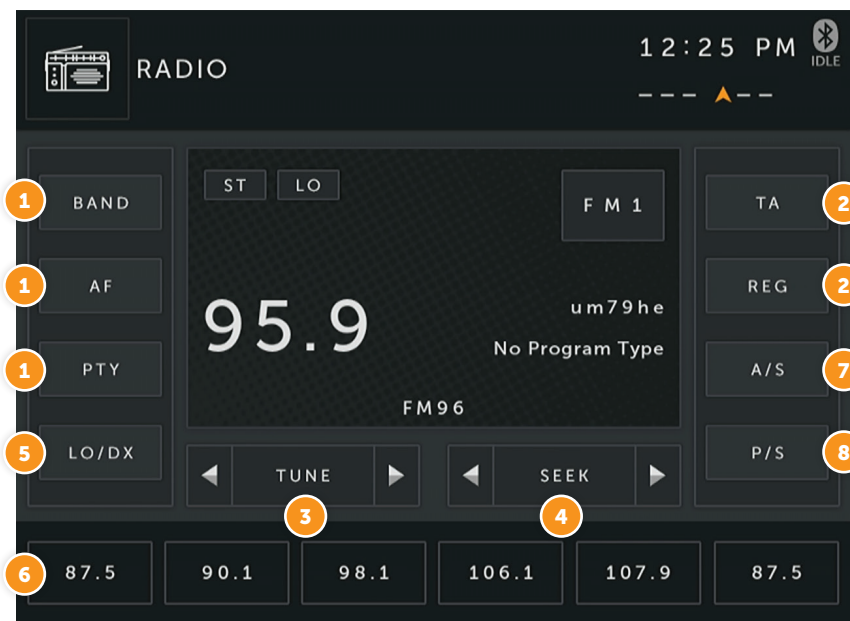 RADIO
12:25 PM
IDLE
1 BAND
ST LO
FM1
TA 2
1 AF
REG 2
95.9
um79he
No Program Type
1 PTY
A/S 7
FM96
5 LO/DX
TUNE
SEEK
P/S 8
3
4
6 87.5 90.1 98.1 106.1 107.9 87.5